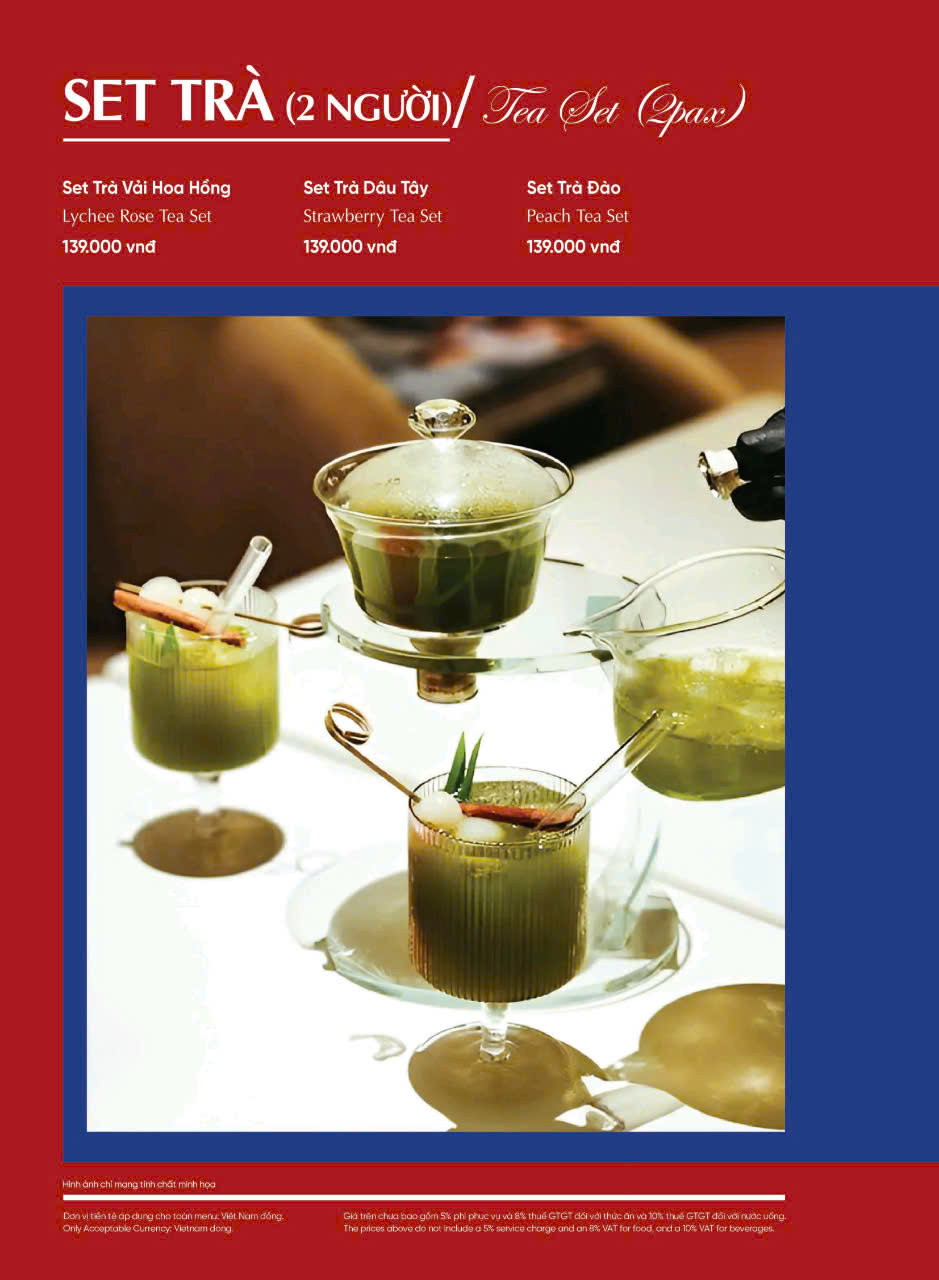 SET TRÀ (2 NGƯỜI)/ Tea Set (2pax)
Set Trà Vải Hoa Hồng
Lychee Rose Tea Set
139.000 vnđ
Set Trà Dâu Tây
Strawberry Tea Set
139.000 vnđ
Set Trà Đào
Peach Tea Set
139.000 vnđ
Hình ảnh chỉ mang tính chất minh họa
Đơn vị tiền tệ áp dụng cho toàn menu: Việt Nam đồng.
Only Acceptable Currency: Vietnam dong.
Giá trên chưa bao gồm 5% phí phục vụ và 8% thuế GTGT đối với thức ăn và 10% thuế GTGT đối với nước uống.
The prices above do not include a 5% service charge and an 8% VAT for food, and a 10% VAT for beverages.